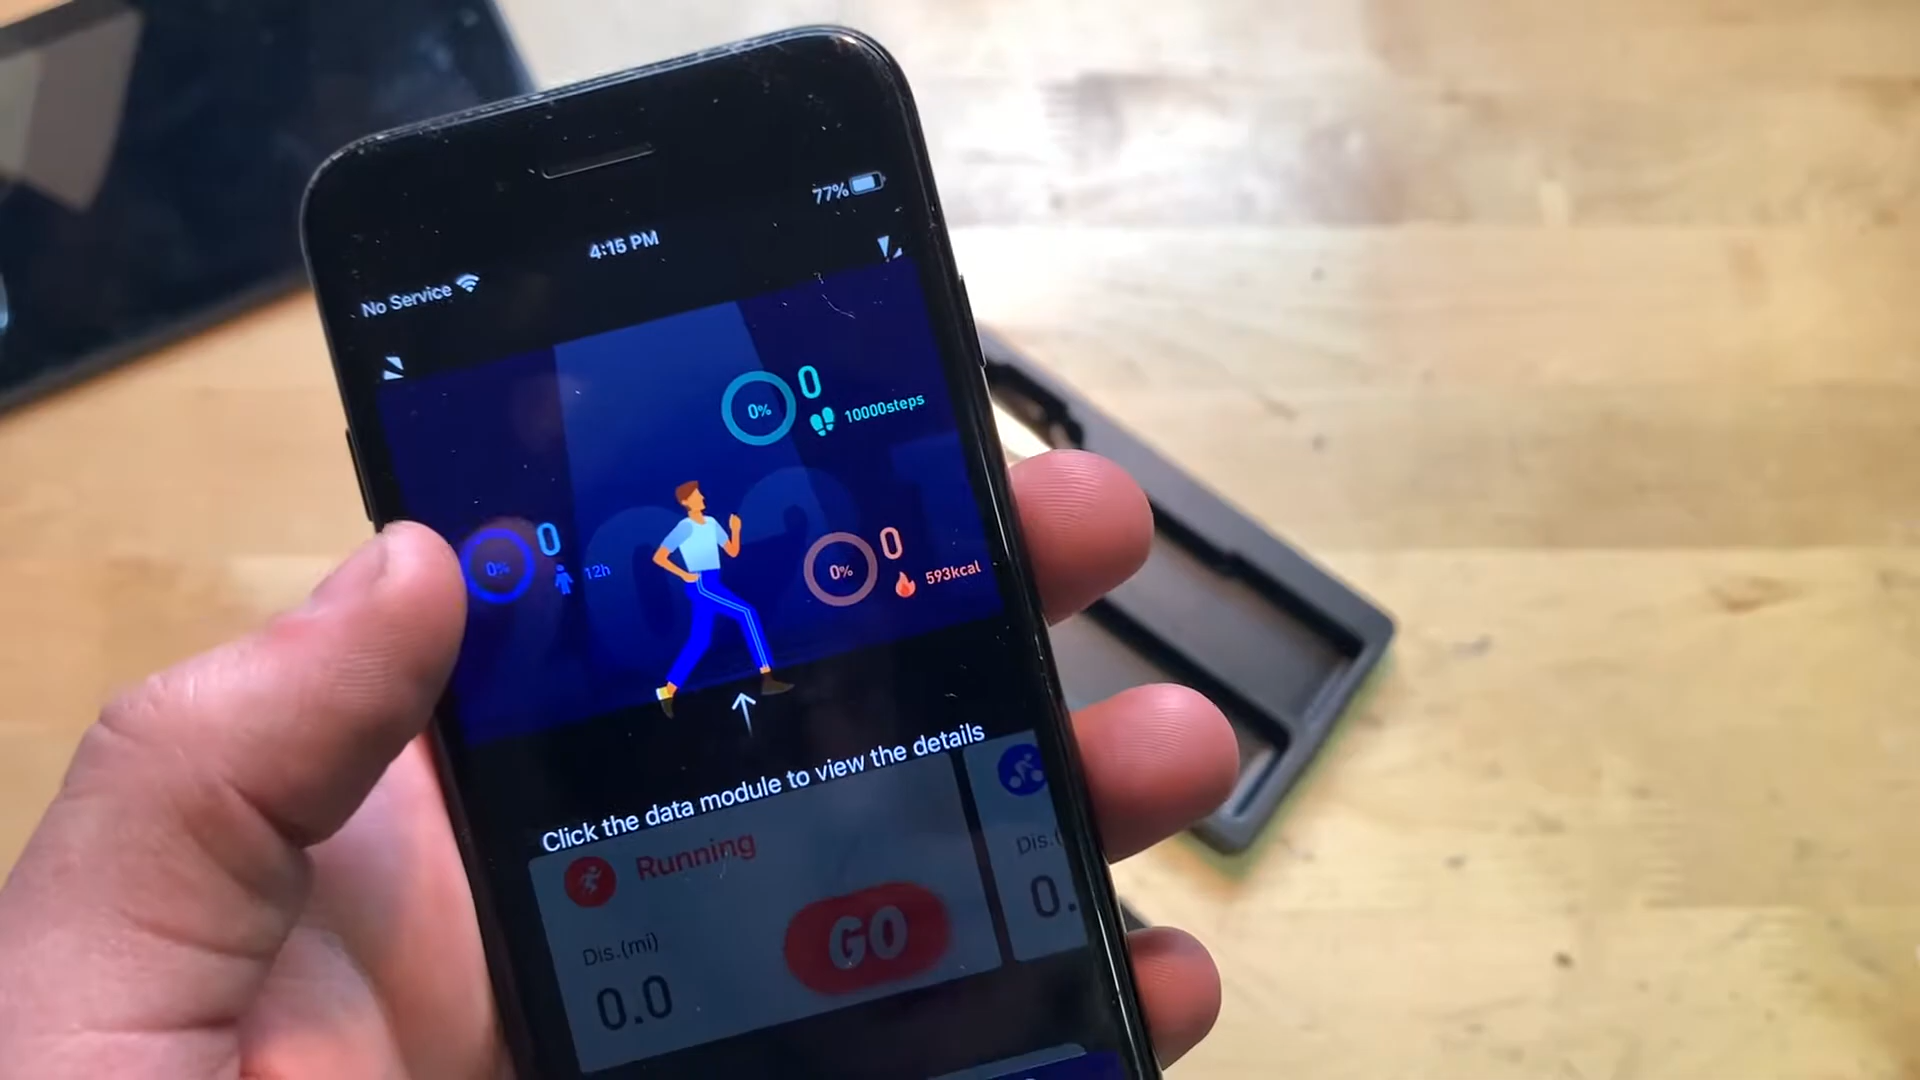 77%
4:15 PM
No Service
0
0%
10000steps
2021
0
0%
12h
0
0%
593kcal
Click the data module to view the details
Running
GO
Dis.(mi)
0.0
Dis.(
0.